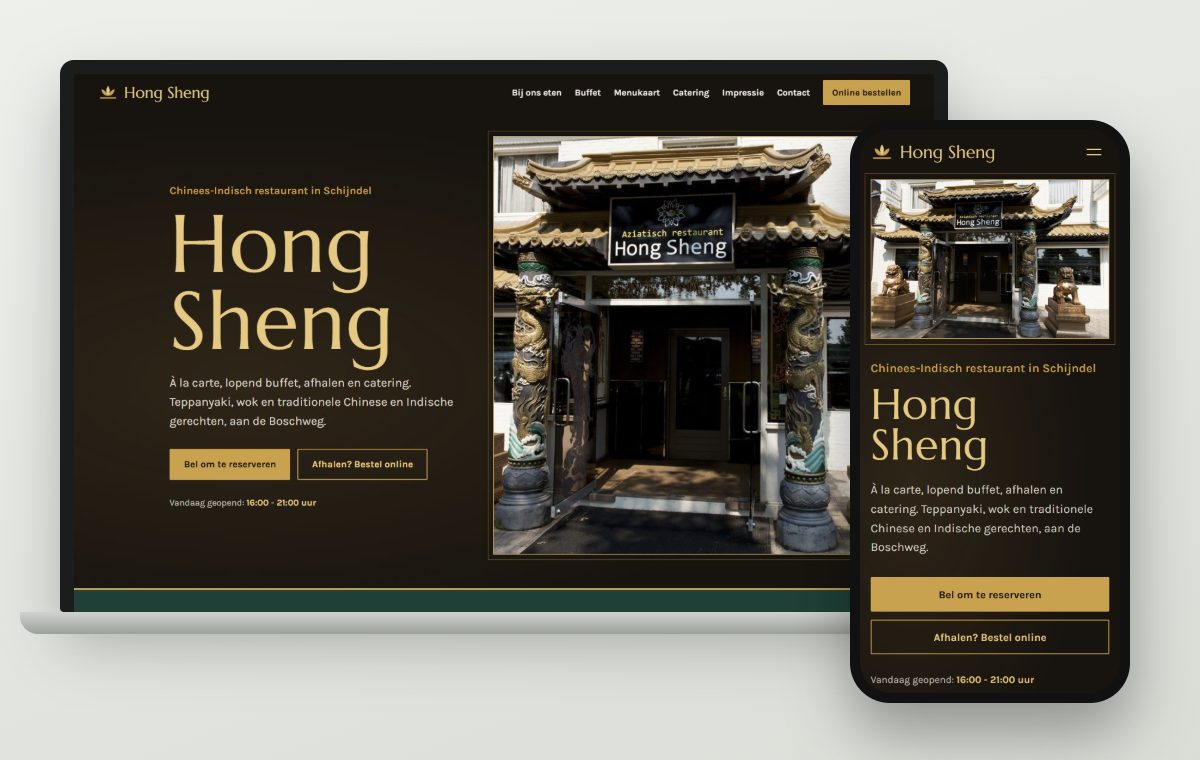 Hong Sheng
Bij ons eten Buffet Menukaart Catering Impressie Contact Online bestellen
Chinees-Indisch restaurant in Schijndel
Hong
Sheng
À la carte, lopend buffet, afhalen en catering.
Teppanyaki, wok en traditionele Chinese en Indische
gerechten, aan de Boschweg.
Bel om te reserveren
Afhalen? Bestel online
Vandaag geopend: 16:00 - 21:00 uur
Aziatisch restaurant
Hong Sheng
Hong Sheng
Aziatisch restaurant
Hong Sheng
Chinees-Indisch restaurant in Schijndel
Hong
Sheng
À la carte, lopend buffet, afhalen en
catering. Teppanyaki, wok en traditionele
Chinese en Indische gerechten, aan de
Boschweg.
Bel om te reserveren
Afhalen? Bestel online
Vandaag geopend: 16:00 - 21:00 uur